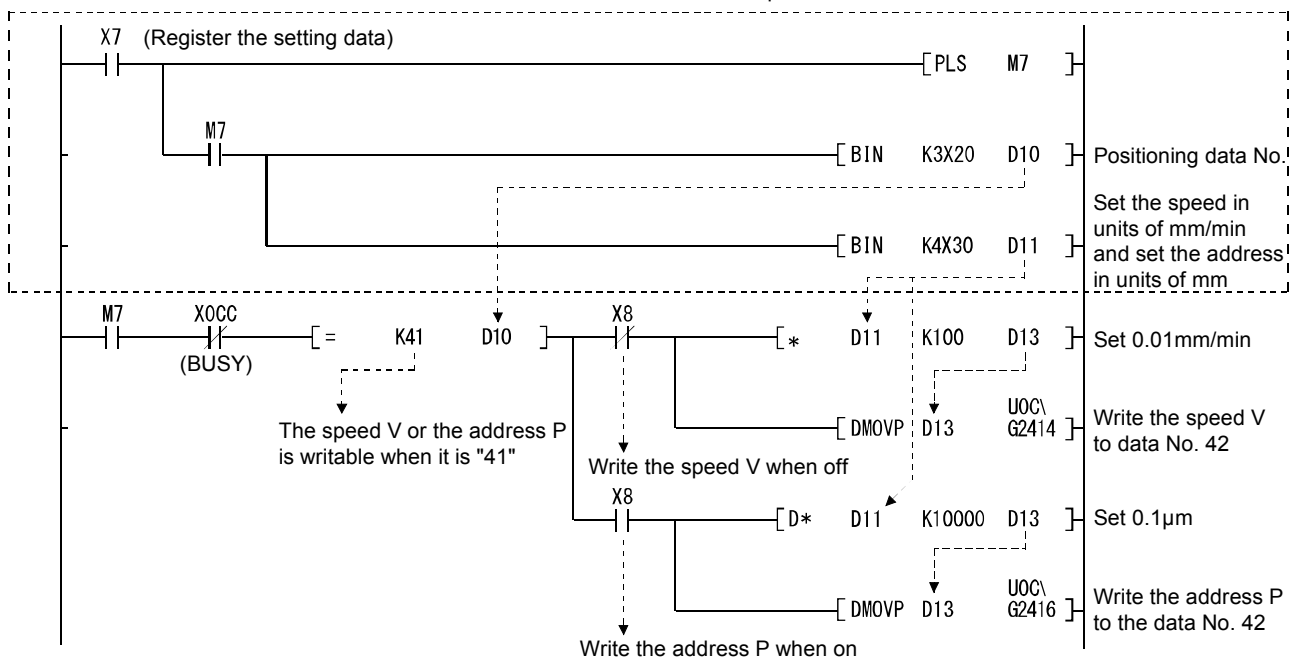 X7 (Register the setting data)
PLS M7
M7
BIN K3X20 D10
Positioning data No.
BIN K4X30 D11
Set the speed in
units of mm/min
and set the address
in units of mm
M7 X0CC X8
= K41 D10
* D11 K100 D13
Set 0.01mm/min
(BUSY)
The speed V or the address P
is writable when it is "41"
DMOVP D13 U0C\
G2414
Write the speed V
to data No. 42
Write the speed V when off
X8
D* D11 K10000 D13
Set 0.1µm
DMOVP D13 U0C\
G2416
Write the address P
to the data No. 42
Write the address P when on